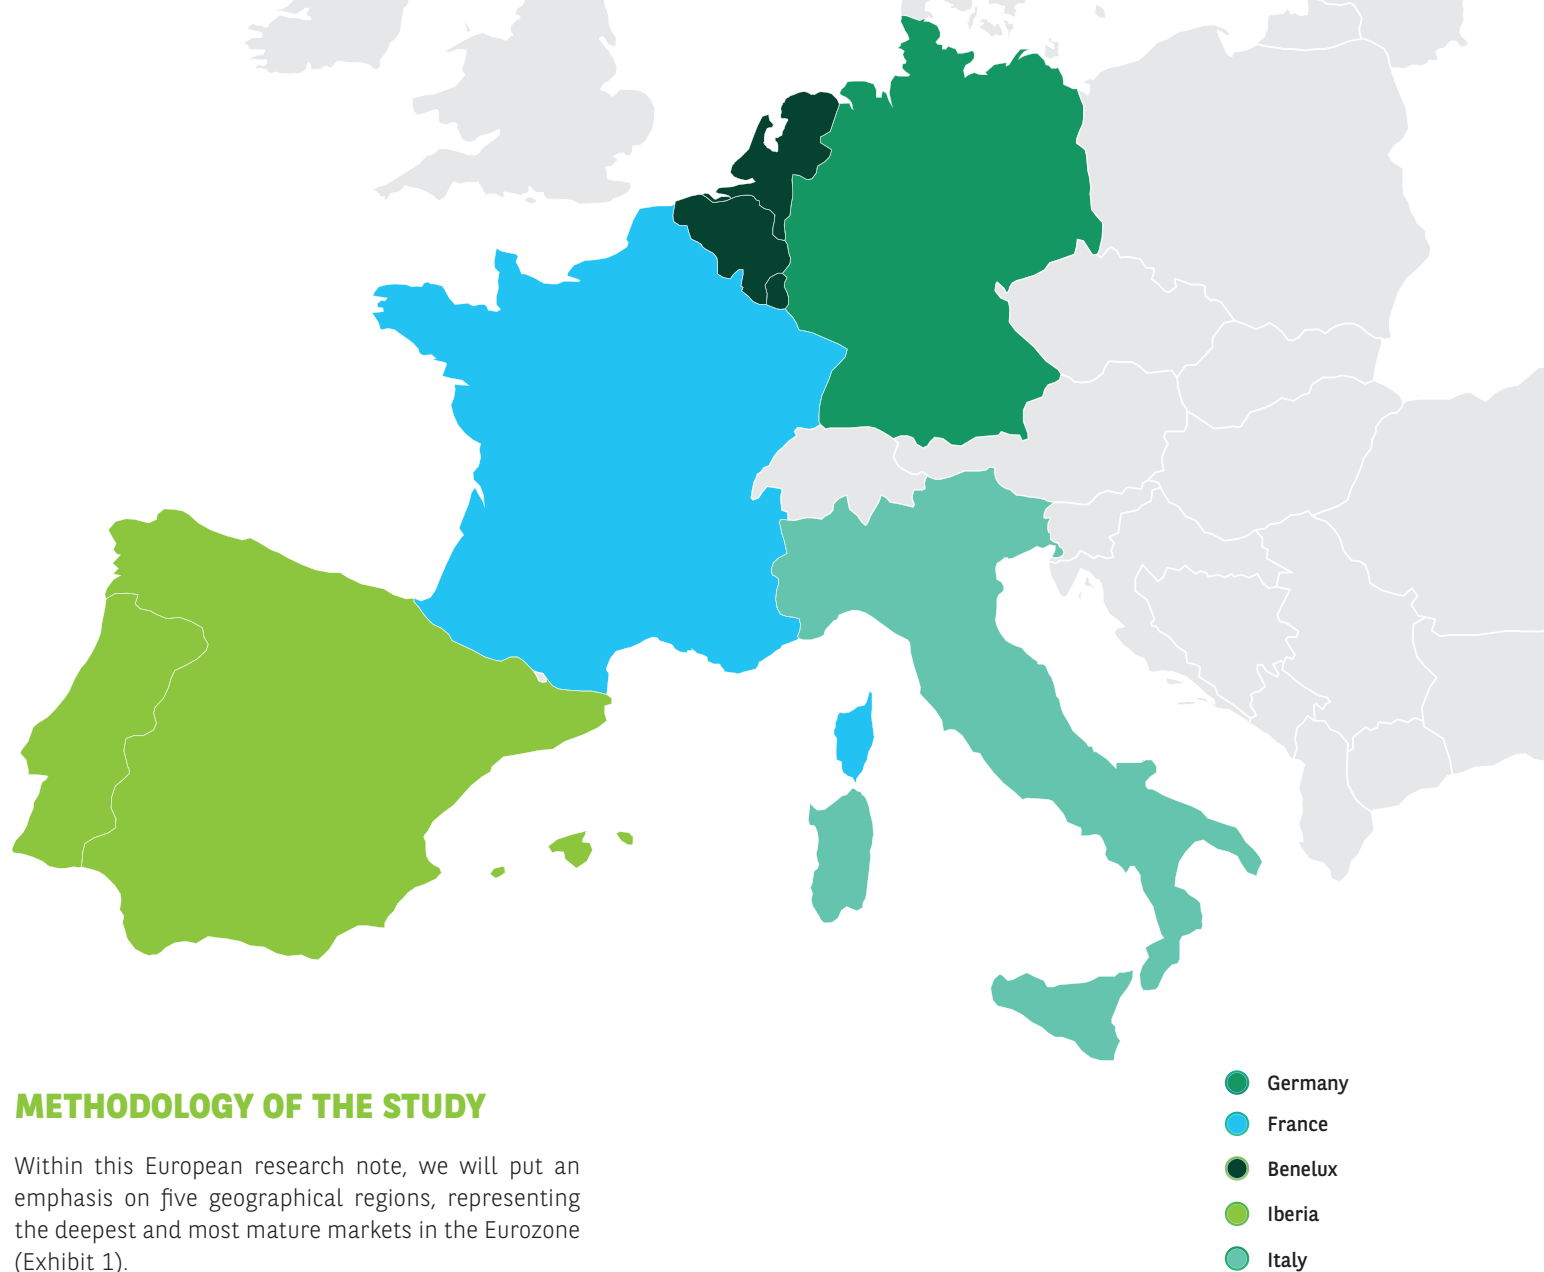 METHODOLOGY OF THE STUDY
Within this European research note, we will put an
emphasis on five geographical regions, representing
the deepest and most mature markets in the Eurozone
(Exhibit 1).
Germany
France
Benelux
Iberia
Italy